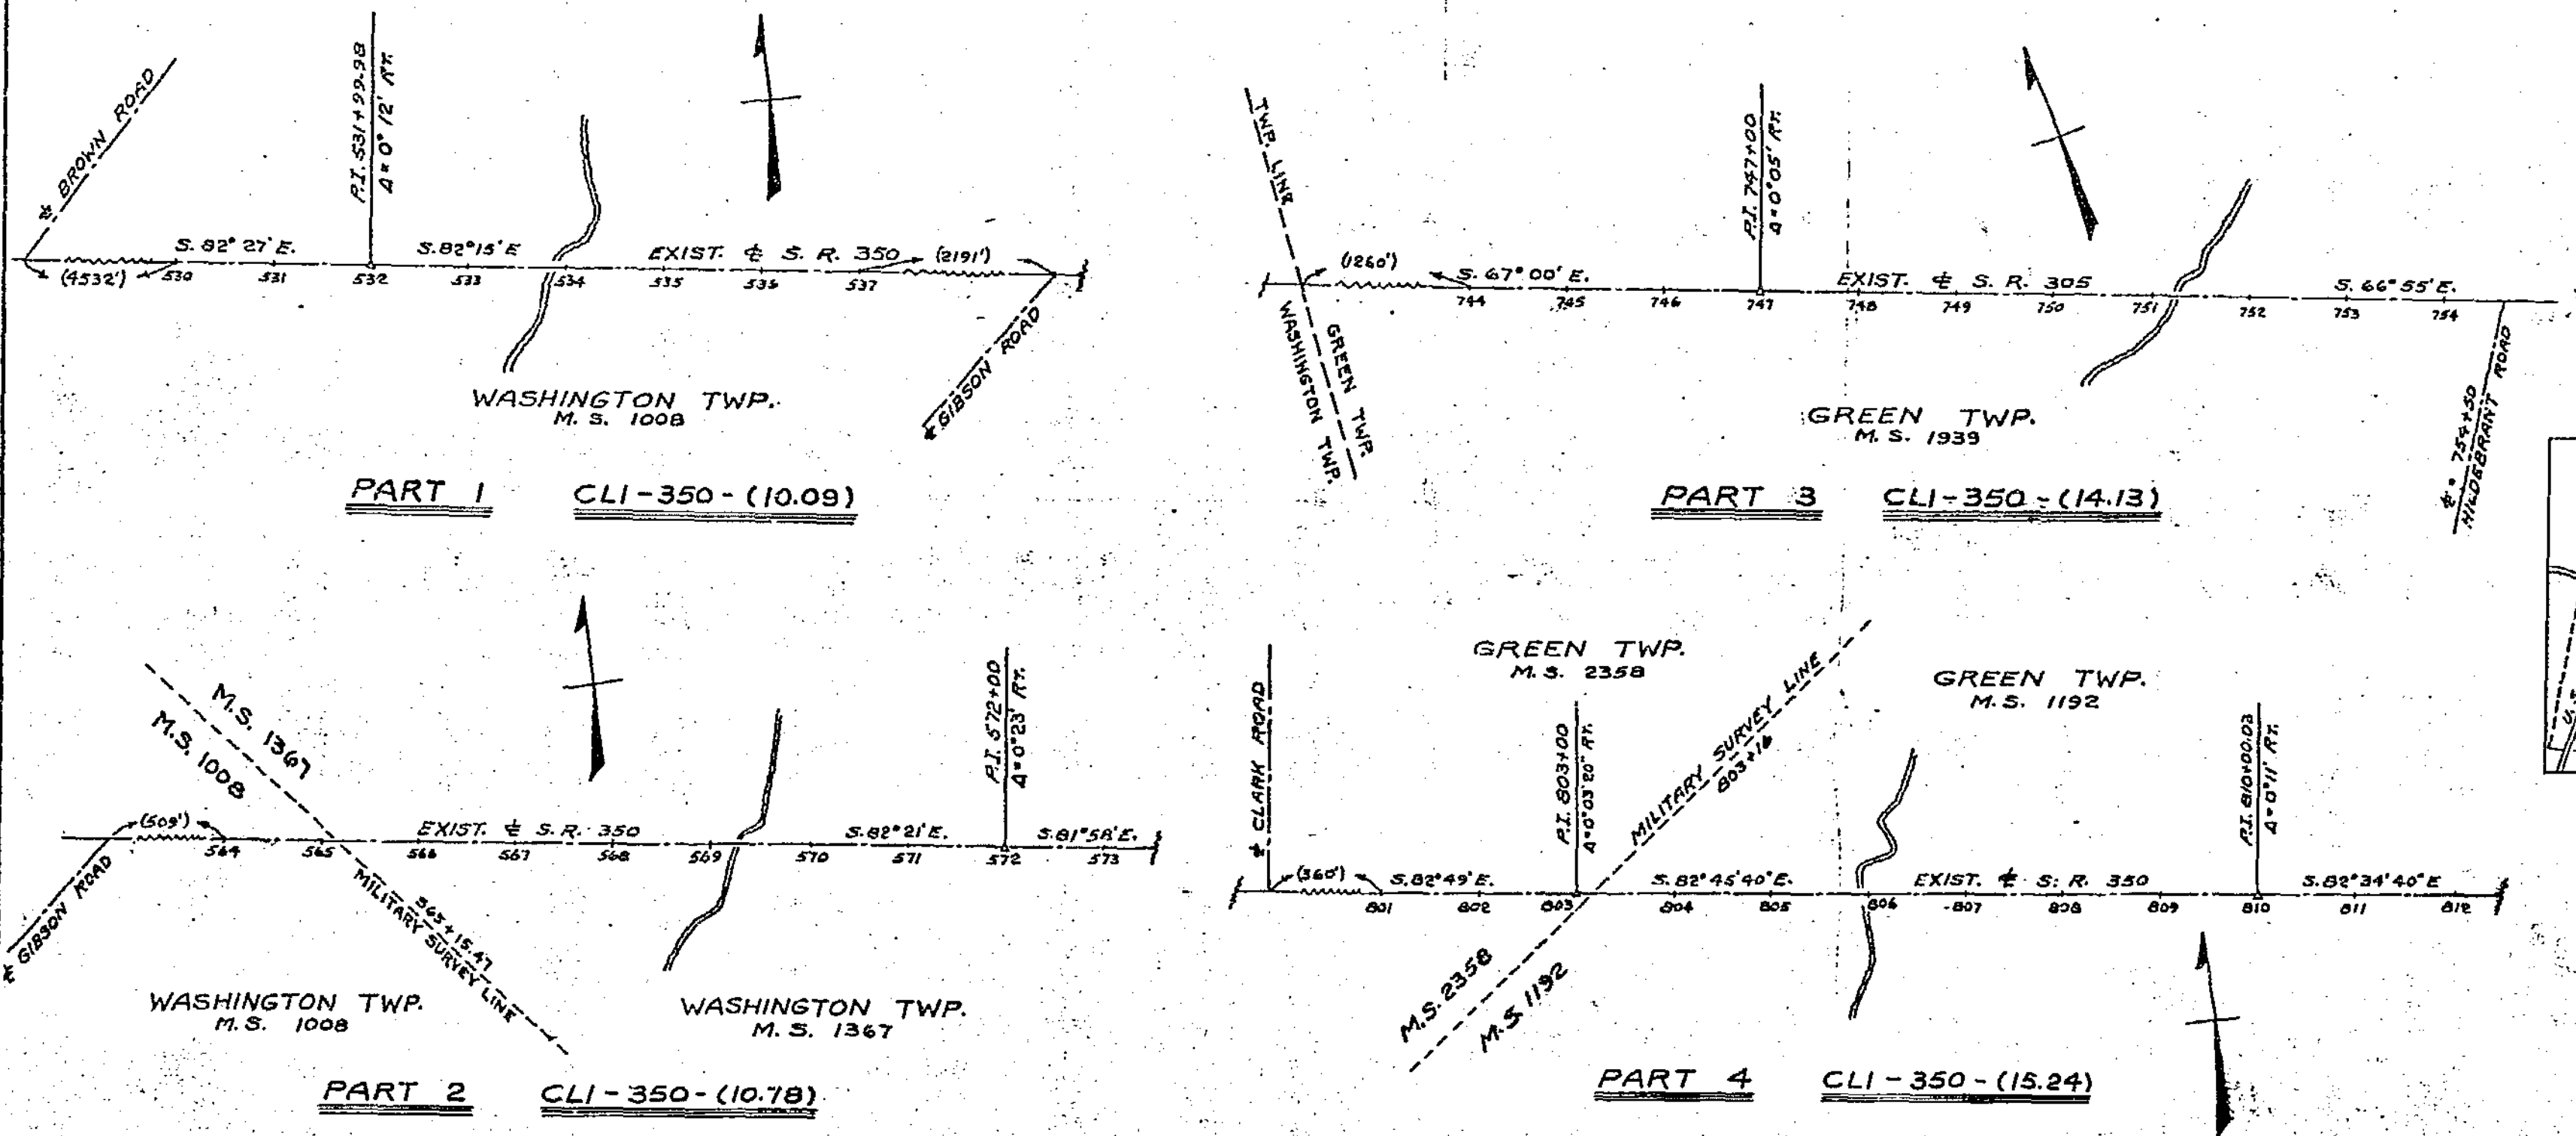 ℄ BROWN ROAD
P.I. 531+99.98
Δ = 0° 12' RT.
S. 82° 27' E.
S. 82° 15' E
EXIST. ℄ S. R. 350
(2191')
(4532')
530 531 532 533 534 535 536 537
℄ GIBSON ROAD
WASHINGTON TWP.
M. S. 1008
PART 1 CLI-350-(10.09)
TWP. LINE
WASHINGTON TWP.
GREEN TWP.
P.I. 747+00
Δ = 0° 05' RT.
(1260')
S. 67° 00' E.
EXIST. ℄ S. R. 305
S. 66° 55' E.
744 745 746 747 748 749 750 751 752 753 754
℄ = 754+50
HILDEBRANT ROAD
GREEN TWP.
M. S. 1939
PART 3 CLI-350-(14.13)
M.S. 1367
M.S. 1008
P.I. 572+00
Δ = 0° 23' RT.
(509')
EXIST. ℄ S. R. 350
S. 82° 21' E.
S. 81° 58' E.
564 565 566 567 568 569 570 571 572 573
℄ GIBSON ROAD
565+15.47
MILITARY SURVEY LINE
WASHINGTON TWP.
M. S. 1008
WASHINGTON TWP.
M. S. 1367
PART 2 CLI-350-(10.78)
GREEN TWP.
M. S. 2358
GREEN TWP.
M. S. 1192
℄ CLARK ROAD
P.I. 803+00
Δ = 0° 03' 20" RT.
MILITARY SURVEY LINE
803+16
P.I. 810+00.03
Δ = 0° 11' RT.
(360')
S. 82° 49' E.
S. 82° 45' 40" E.
EXIST. ℄ S. R. 350
S. 82° 34' 40" E
801 802 803 804 805 806 807 808 809 810 811 812
M.S. 2358
M.S. 1192
PART 4 CLI-350-(15.24)